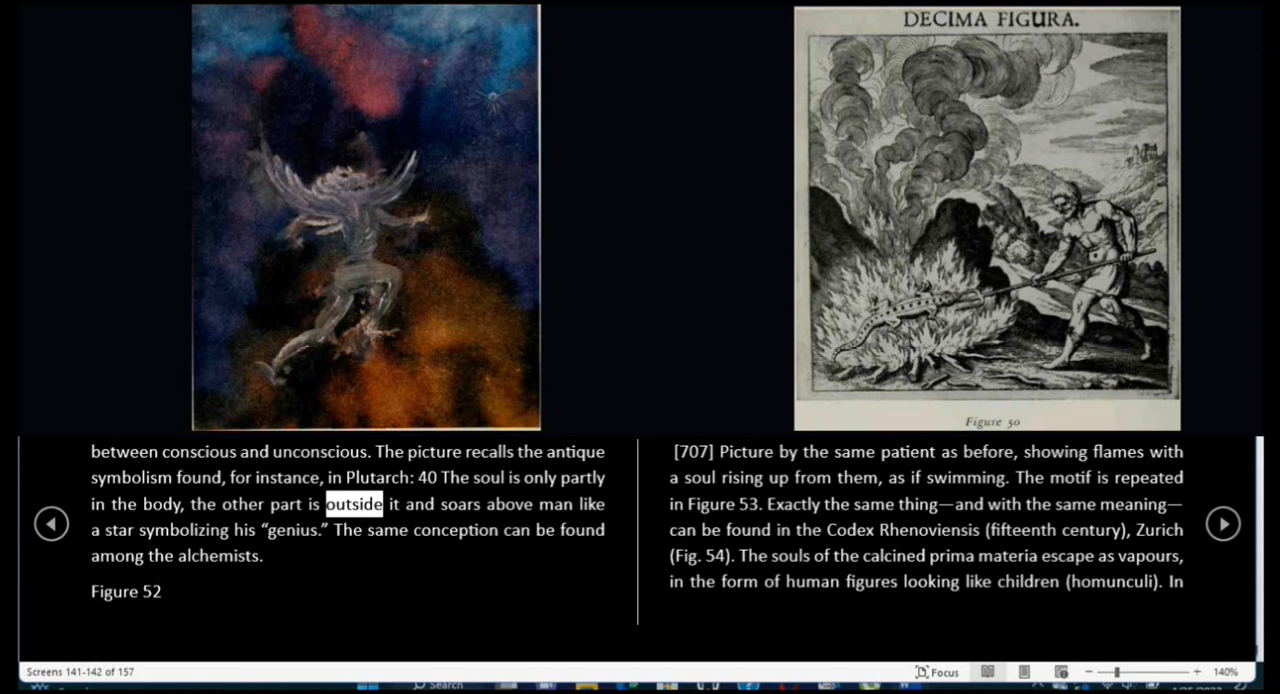 DECIMA FIGURA.
Figure 50
between conscious and unconscious. The picture recalls the antique
symbolism found, for instance, in Plutarch: 40 The soul is only partly
in the body, the other part is outside it and soars above man like
a star symbolizing his “genius.” The same conception can be found
among the alchemists.
Figure 52
[707] Picture by the same patient as before, showing flames with
a soul rising up from them, as if swimming. The motif is repeated
in Figure 53. Exactly the same thing—and with the same meaning—
can be found in the Codex Rhenoviensis (fifteenth century), Zurich
(Fig. 54). The souls of the calcined prima materia escape as vapours,
in the form of human figures looking like children (homunculi). In
Screens 141-142 of 157
Focus
140%
Search